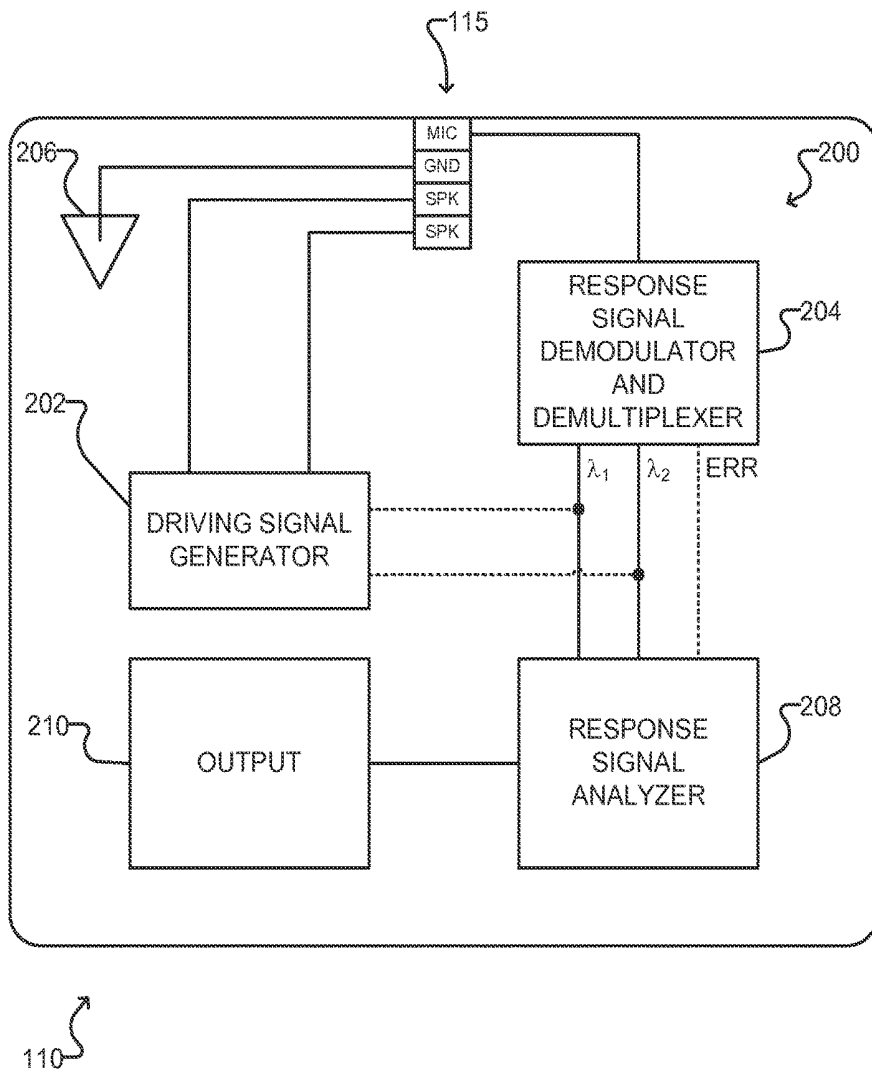 115
MIC
GND
SPK
SPK
206
200
RESPONSE
SIGNAL
DEMODULATOR
AND
DEMULTIPLEXER
204
202
λ1
λ2
ERR
DRIVING SIGNAL
GENERATOR
210
OUTPUT
RESPONSE
SIGNAL
ANALYZER
208
110